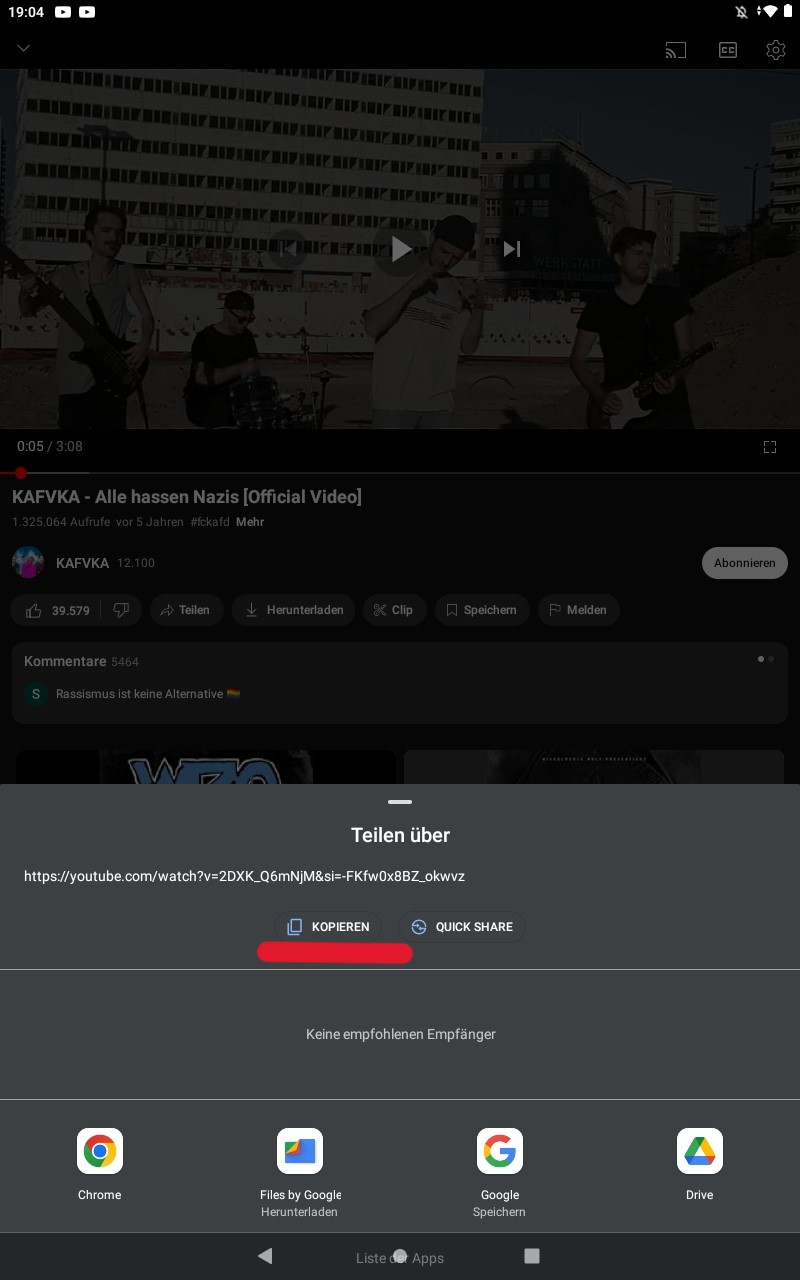 19:04
WERKSTATT
0:05 / 3:08
KAFVKA - Alle hassen Nazis [Official Video]
1.325.064 Aufrufe vor 5 Jahren #fckafd Mehr
KAFVKA 12.100
Abonnieren
39.579
Teilen
Herunterladen
Clip
Speichern
Melden
Kommentare 5464
S
Rassismus ist keine Alternative 🏳️‍🌈
Teilen über
https://youtube.com/watch?v=2DXK_Q6mNjM&si=-FKfw0x8BZ_okwvz
KOPIEREN
QUICK SHARE
Keine empfohlenen Empfänger
Chrome
Files by Google
Herunterladen
Google
Speichern
Drive
Liste der Apps